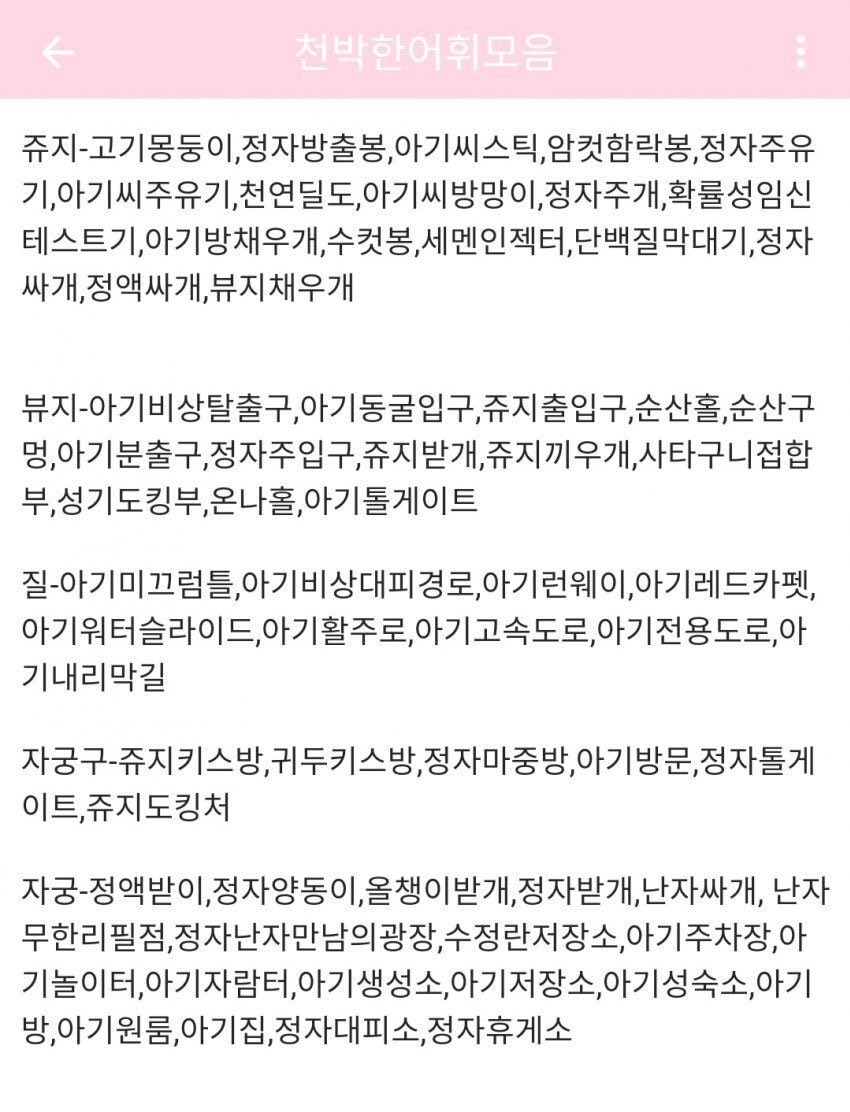 천박한어휘모음
쥬지-고기몽둥이,정자방출봉,아기씨스틱,암컷함락봉,정자주유
기,아기씨주유기,천연딜도,아기씨방망이,정자주개,확률성임신
테스트기,아기방채우개,수컷봉,세멘인젝터,단백질막대기,정자
싸개,정액싸개,뷰지채우개
뷰지-아기비상탈출구,아기동굴입구,쥬지출입구,순산홀,순산구
멍,아기분출구,정자주입구,쥬지받개,쥬지끼우개,사타구니접합
부,성기도킹부,온나홀,아기톨게이트
질-아기미끄럼틀,아기비상대피경로,아기런웨이,아기레드카펫,
아기워터슬라이드,아기활주로,아기고속도로,아기전용도로,아
기내리막길
자궁구-쥬지키스방,귀두키스방,정자마중방,아기방문,정자톨게
이트,쥬지도킹처
자궁-정액받이,정자양동이,올챙이받개,정자받개,난자싸개, 난자
무한리필점,정자난자만남의광장,수정란저장소,아기주차장,아
기놀이터,아기자람터,아기생성소,아기저장소,아기성숙소,아기
방,아기원룸,아기집,정자대피소,정자휴게소